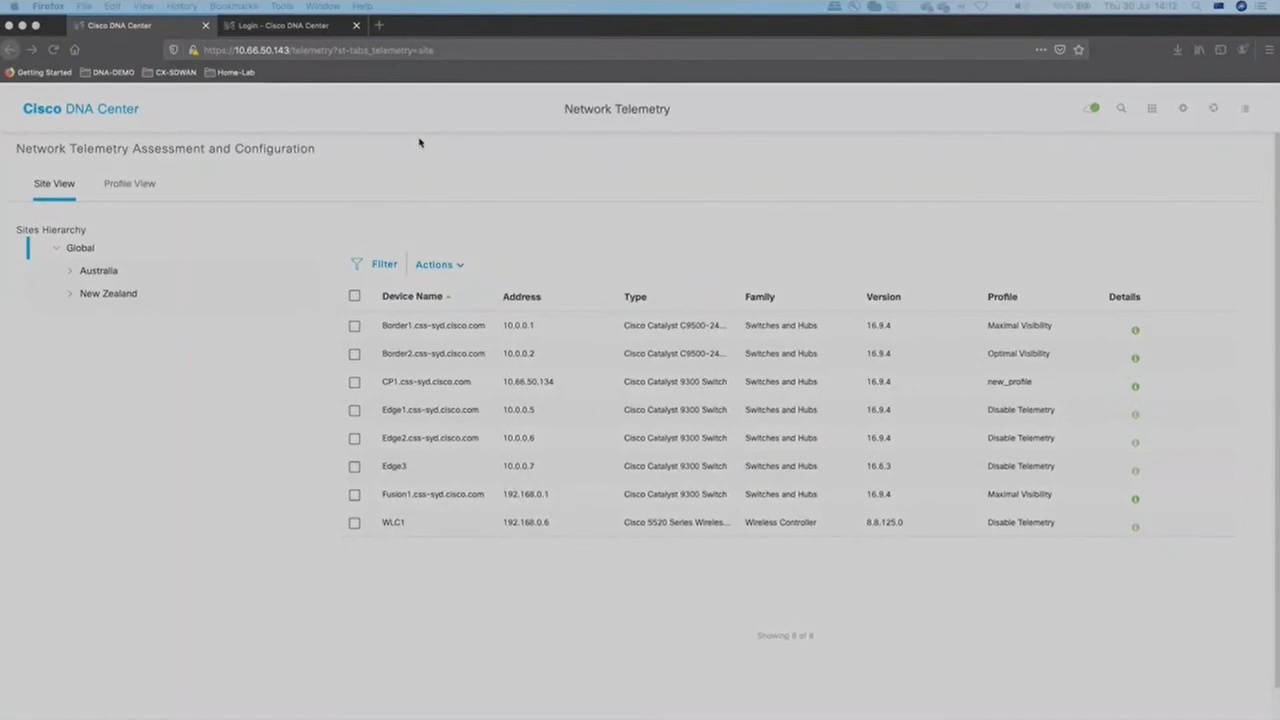 Firefox File Edit View History Bookmarks Tools Window Help 100% Thu 30 Jul 14:12
Cisco DNA Center Login - Cisco DNA Center
https://10.66.50.143/telemetry?st-tabs_telemetry=site
Getting Started DNA-DEMO CX-SDWAN Home-Lab
Cisco DNA Center Network Telemetry
Network Telemetry Assessment and Configuration
Site View Profile View
Sites Hierarchy
Global
Australia
New Zealand
Filter Actions
Device Name Address Type Family Version Profile Details
Border1.css-syd.cisco.com 10.0.0.1 Cisco Catalyst C9500-24... Switches and Hubs 16.9.4 Maximal Visibility
Border2.css-syd.cisco.com 10.0.0.2 Cisco Catalyst C9500-24... Switches and Hubs 16.9.4 Optimal Visibility
CP1.css-syd.cisco.com 10.66.50.134 Cisco Catalyst 9300 Switch Switches and Hubs 16.9.4 new_profile
Edge1.css-syd.cisco.com 10.0.0.5 Cisco Catalyst 9300 Switch Switches and Hubs 16.9.4 Disable Telemetry
Edge2.css-syd.cisco.com 10.0.0.6 Cisco Catalyst 9300 Switch Switches and Hubs 16.9.4 Disable Telemetry
Edge3 10.0.0.7 Cisco Catalyst 9300 Switch Switches and Hubs 16.6.3 Disable Telemetry
Fusion1.css-syd.cisco.com 192.168.0.1 Cisco Catalyst 9300 Switch Switches and Hubs 16.9.4 Maximal Visibility
WLC1 192.168.0.6 Cisco 5520 Series Wireles... Wireless Controller 8.8.125.0 Disable Telemetry
Showing 8 of 8